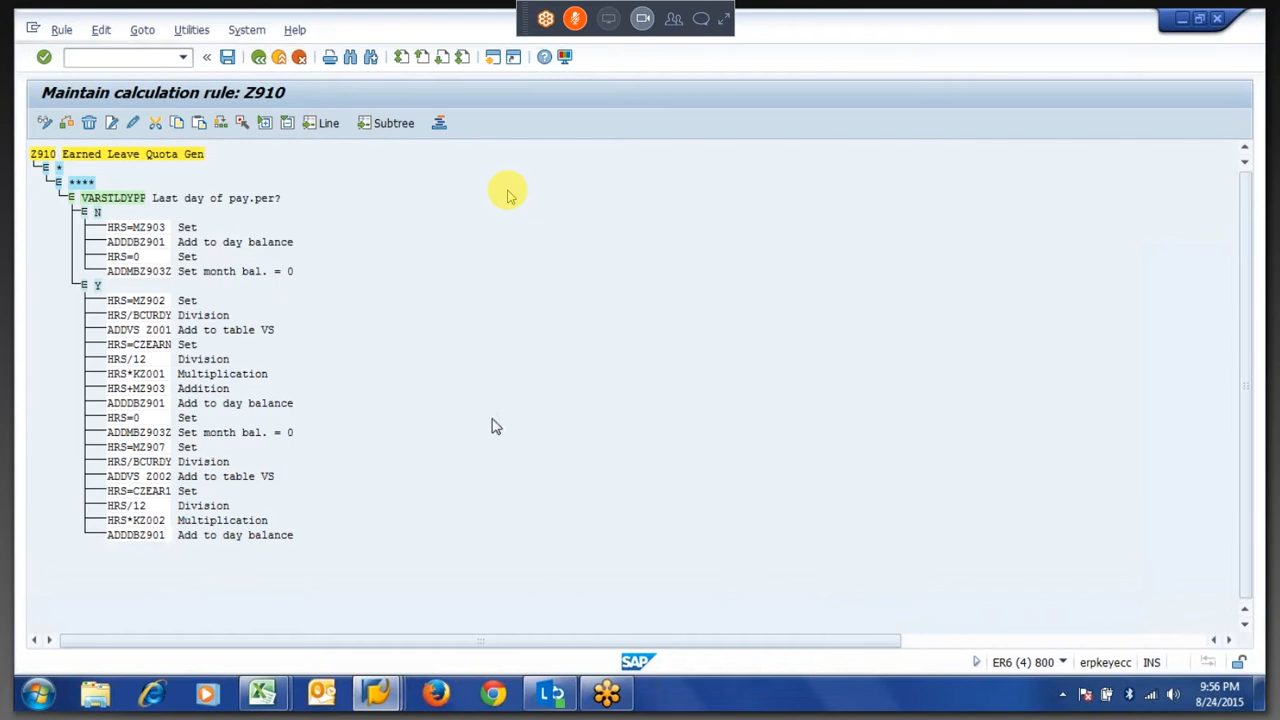 Rule Edit Goto Utilities System Help
Maintain calculation rule: Z910
Line Subtree
Z910 Earned Leave Quota Gen
*
****
VARSTLDYPP Last day of pay.per?
N
HRS=MZ903 Set
ADDDBZ901 Add to day balance
HRS=0 Set
ADDMBZ903Z Set month bal. = 0
Y
HRS=MZ902 Set
HRS/BCURDY Division
ADDVS Z001 Add to table VS
HRS=CZEARN Set
HRS/12 Division
HRS*KZ001 Multiplication
HRS+MZ903 Addition
ADDDBZ901 Add to day balance
HRS=0 Set
ADDMBZ903Z Set month bal. = 0
HRS=MZ907 Set
HRS/BCURDY Division
ADDVS Z002 Add to table VS
HRS=CZEAR1 Set
HRS/12 Division
HRS*KZ002 Multiplication
ADDDBZ901 Add to day balance
SAP
ER6 (4) 800 erpkeyecc INS
9:56 PM
8/24/2015